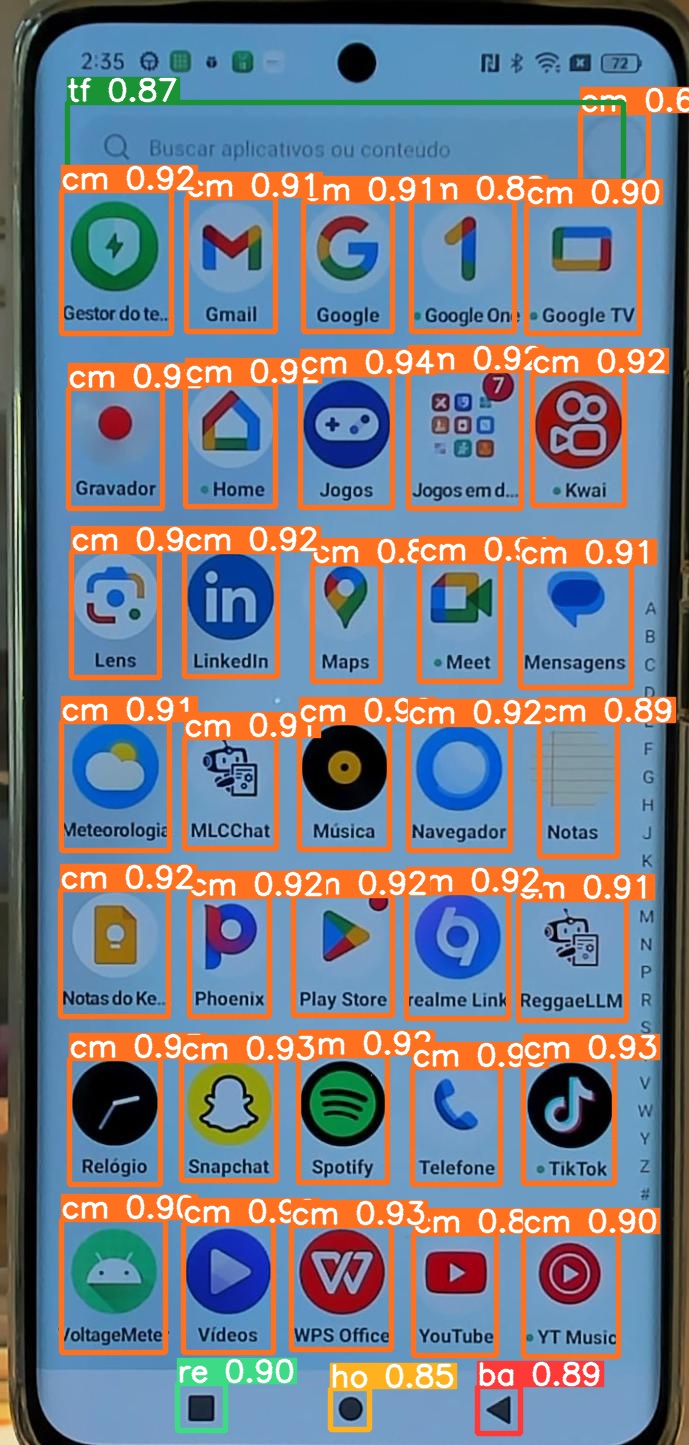 2:35 72
tf 0.87
cm 0.6
Buscar aplicativos ou conteúdo
cm 0.92 cm 0.91 cm 0.91 0.8 cm 0.90
Gestor do te.. Gmail Google Google One Google TV
cm 0.9 cm 0.92 cm 0.94 0.92 cm 0.92
7
Gravador Home Jogos Jogos em d... Kwai
cm 0.9 cm 0.92 cm 0.8 cm 0. cm 0.91
Lens LinkedIn Maps Meet Mensagens
A
B
C
D
E
F
G
H
J
K
M
N
P
R
S
V
W
Y
Z
#
cm 0.91 cm 0.91 cm 0.9 cm 0.92 cm 0.89
Meteorologia MLCChat Música Navegador Notas
cm 0.92 cm 0.92 0.92 0.92 cm 0.91
Notas do Ke.. Phoenix Play Store realme Link ReggaeLLM
cm 0.9 cm 0.93 cm 0.92 cm 0.9 cm 0.93
Relógio Snapchat Spotify Telefone TikTok
cm 0.90 cm 0.9 cm 0.93 cm 0.8 cm 0.90
VoltageMete Vídeos WPS Office YouTube YT Music
re 0.90 ho 0.85 ba 0.89